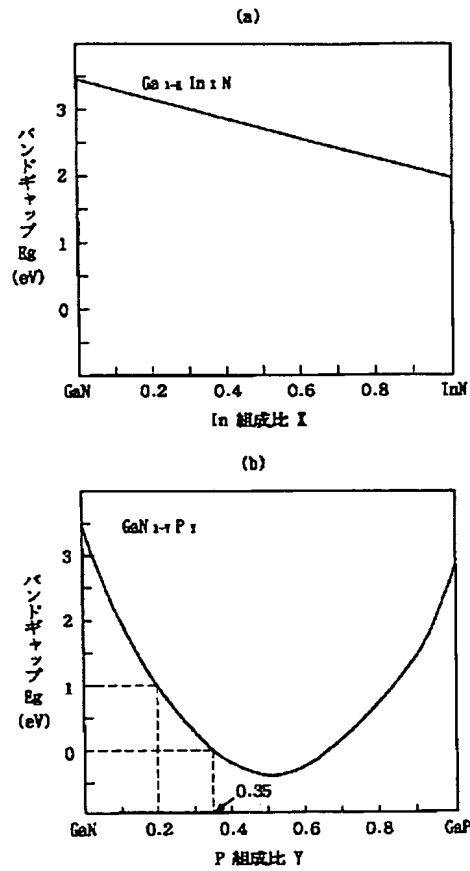 (a)
Ga 1-X In X N
3
2
1
0
バンドギャップ Eg (eV)
GaN 0.2 0.4 0.6 0.8 InN
In 組成比 X
(b)
GaN 1-Y P Y
3
2
1
0
バンドギャップ Eg (eV)
0.35
GaN 0.2 0.4 0.6 0.8 GaP
P 組成比 Y